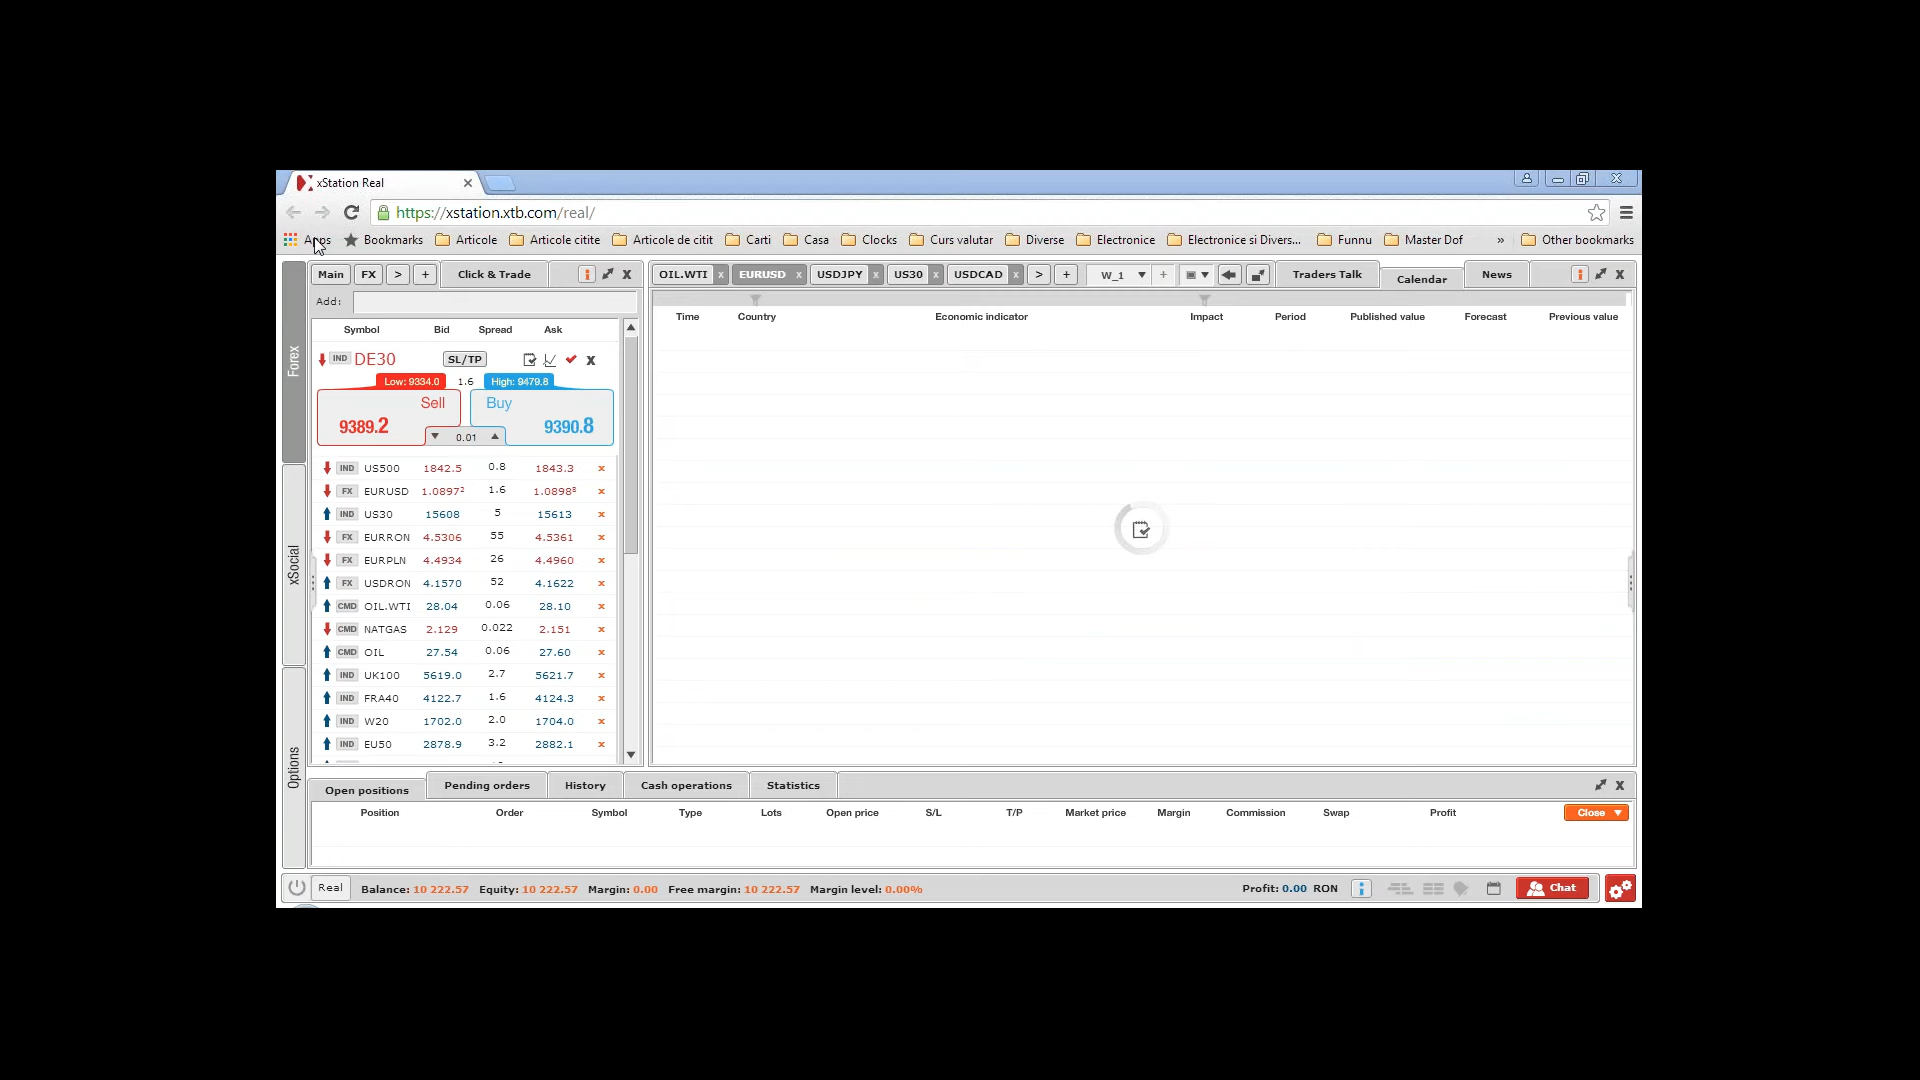 xStation Real
https://xstation.xtb.com/real/
Apps Bookmarks Articole Articole citite Articole de citit Carti Casa Clocks Curs valutar Diverse Electronice Electronice si Divers... Funnu Master Dof » Other bookmarks
Main FX > + Click & Trade
OIL.WTI x EURUSD x USDJPY x US30 x USDCAD x > + W_1 + Traders Talk Calendar News
Forex
xSocial
Options
Add:
Symbol Bid Spread Ask
IND DE30 SL/TP
Low: 9334.0 1.6 High: 9479.8
Sell Buy
9389.2 9390.8
0.01
IND US500 1842.5 0.8 1843.3 x
FX EURUSD 1.0897² 1.6 1.0898⁸ x
IND US30 15608 5 15613 x
FX EURRON 4.5306 55 4.5361 x
FX EURPLN 4.4934 26 4.4960 x
FX USDRON 4.1570 52 4.1622 x
CMD OIL.WTI 28.04 0.06 28.10 x
CMD NATGAS 2.129 0.022 2.151 x
CMD OIL 27.54 0.06 27.60 x
IND UK100 5619.0 2.7 5621.7 x
IND FRA40 4122.7 1.6 4124.3 x
IND W20 1702.0 2.0 1704.0 x
IND EU50 2878.9 3.2 2882.1 x
Time Country Economic indicator Impact Period Published value Forecast Previous value
Open positions Pending orders History Cash operations Statistics
Position Order Symbol Type Lots Open price S/L T/P Market price Margin Commission Swap Profit Close
Real Balance: 10 222.57 Equity: 10 222.57 Margin: 0.00 Free margin: 10 222.57 Margin level: 0.00% Profit: 0.00 RON Chat